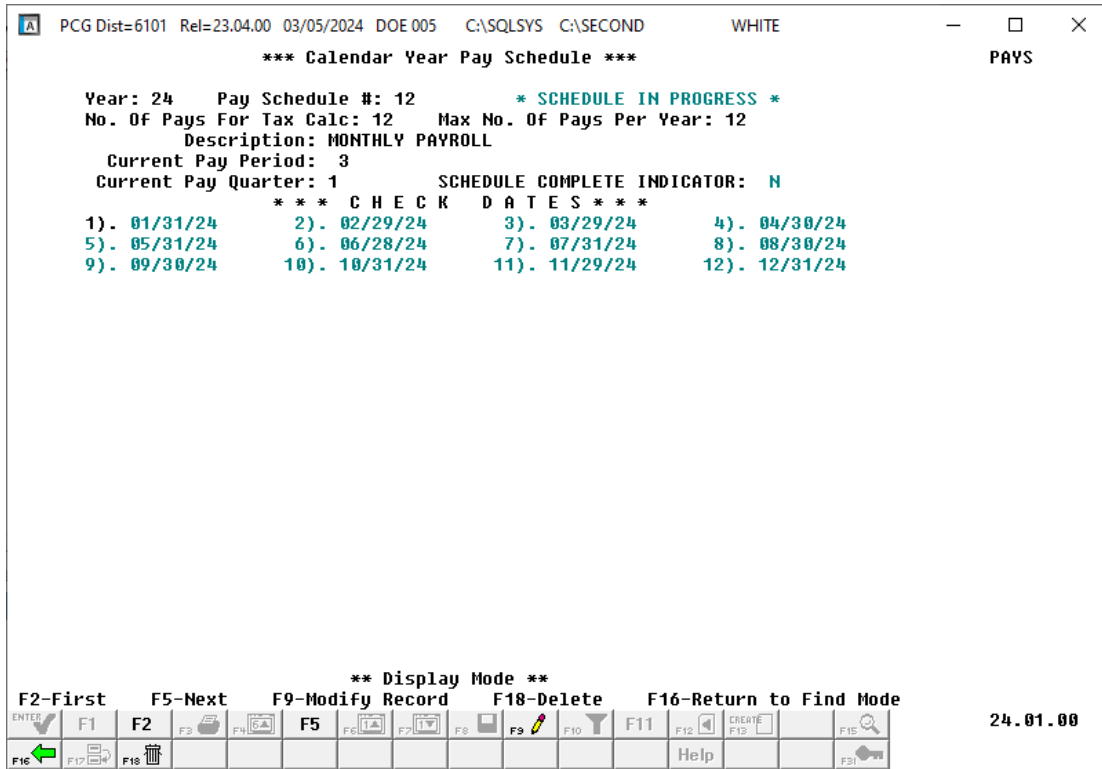 A PCG Dist=6101 Rel=23.04.00 03/05/2024 DOE 005 C:\SQLSYS C:\SECOND WHITE
*** Calendar Year Pay Schedule *** PAYS
Year: 24 Pay Schedule #: 12 * SCHEDULE IN PROGRESS *
No. Of Pays For Tax Calc: 12 Max No. Of Pays Per Year: 12
Description: MONTHLY PAYROLL
Current Pay Period: 3
Current Pay Quarter: 1 SCHEDULE COMPLETE INDICATOR: N
* * * C H E C K D A T E S * * *
1). 01/31/24 2). 02/29/24 3). 03/29/24 4). 04/30/24
5). 05/31/24 6). 06/28/24 7). 07/31/24 8). 08/30/24
9). 09/30/24 10). 10/31/24 11). 11/29/24 12). 12/31/24
** Display Mode **
F2-First F5-Next F9-Modify Record F18-Delete F16-Return to Find Mode
ENTER F1 F2 F3 F4 6 F5 F6 1 F7 1 F8 F9 F10 F11 F12 CREATE F13 F15 24.01.00
F16 F17 F18 Help F31